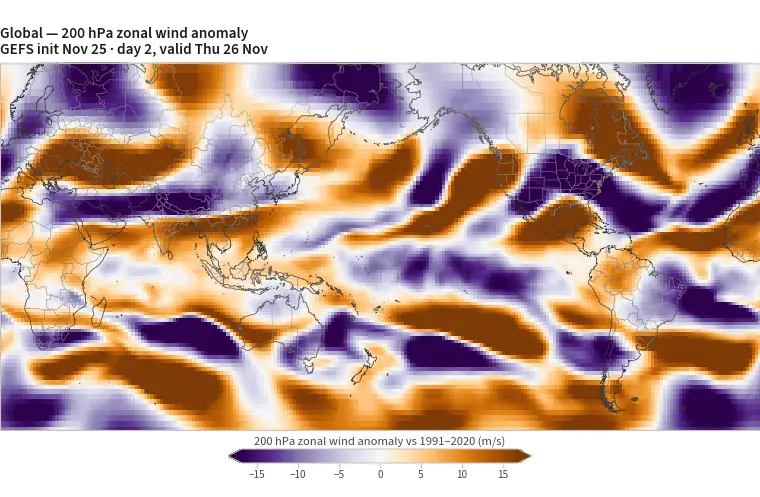 Global — 200 hPa zonal wind anomaly
GEFS init Nov 25 · day 2, valid Thu 26 Nov
200 hPa zonal wind anomaly vs 1991–2020 (m/s)
−15 −10 −5 0 5 10 15